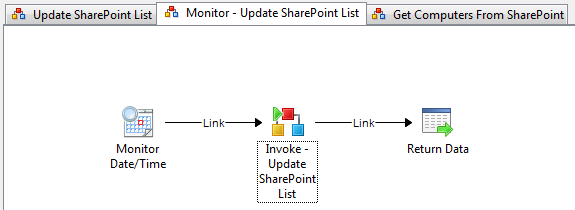 Update SharePoint List
Monitor - Update SharePoint List
Get Computers From SharePoint
Link
Link
Monitor
Date/Time
Invoke -
Update
SharePoint
List
Return Data